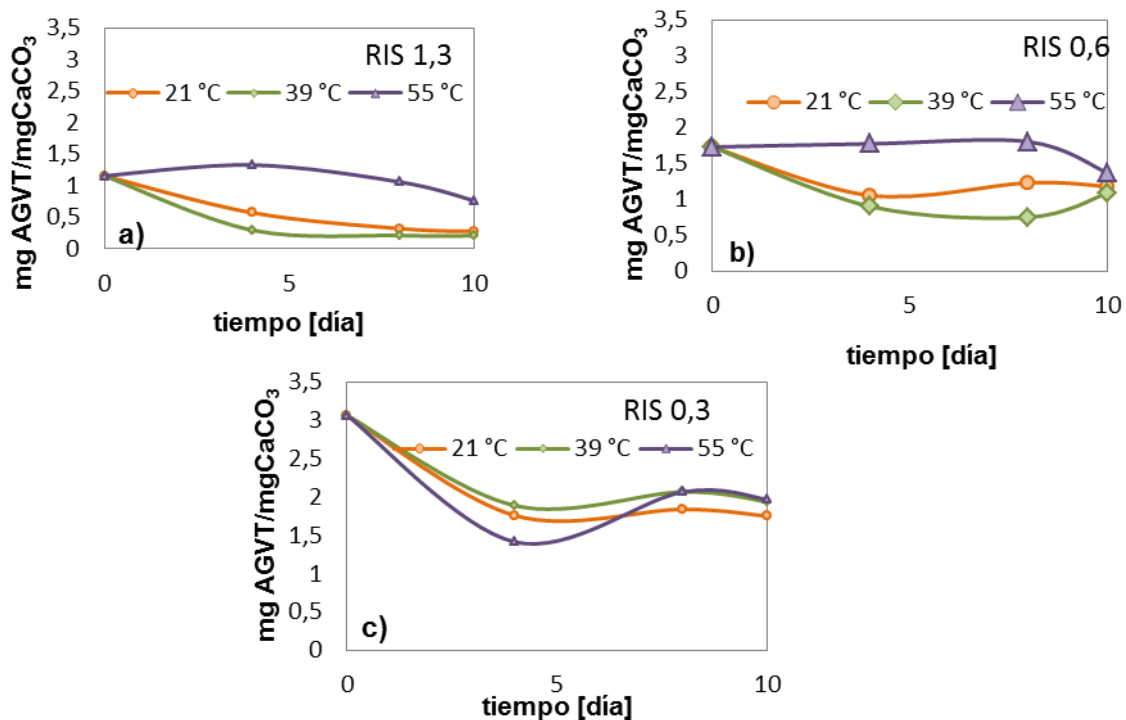 mg AGVT/mgCaCO₃
3,5
3
2,5
2
1,5
1
0,5
0
RIS 1,3
21 °C 39 °C 55 °C
a)
0 5 10
tiempo [día]
mg AGVT/mgCaCO₃
3,5
3
2,5
2
1,5
1
0,5
0
RIS 0,6
21 °C 39 °C 55 °C
b)
0 5 10
tiempo [día]
mg AGVT/mgCaCO₃
3,5
3
2,5
2
1,5
1
0,5
0
RIS 0,3
21 °C 39 °C 55 °C
c)
0 5 10
tiempo [día]